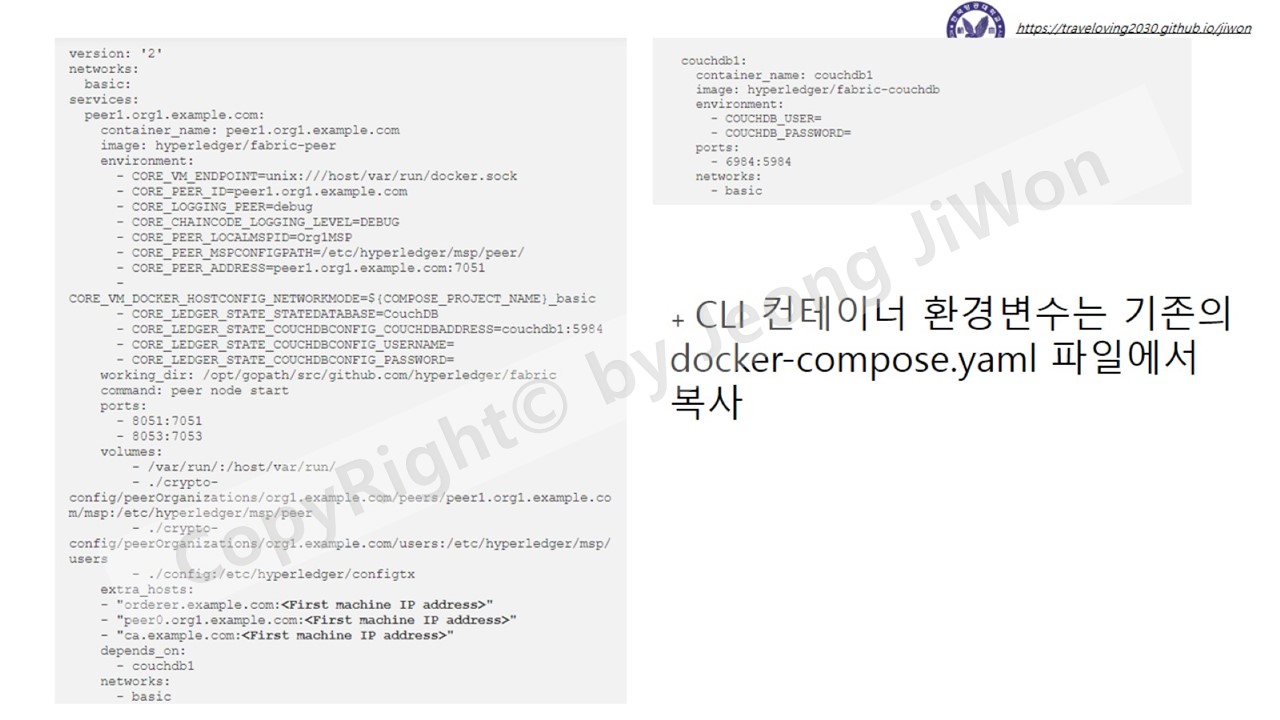 https://traveloving2030.github.io/jiwon
version: '2'
networks:
  basic:
services:
  peer1.org1.example.com:
    container_name: peer1.org1.example.com
    image: hyperledger/fabric-peer
    environment:
      - CORE_VM_ENDPOINT=unix:///host/var/run/docker.sock
      - CORE_PEER_ID=peer1.org1.example.com
      - CORE_LOGGING_PEER=debug
      - CORE_CHAINCODE_LOGGING_LEVEL=DEBUG
      - CORE_PEER_LOCALMSPID=Org1MSP
      - CORE_PEER_MSPCONFIGPATH=/etc/hyperledger/msp/peer/
      - CORE_PEER_ADDRESS=peer1.org1.example.com:7051
      -
CORE_VM_DOCKER_HOSTCONFIG_NETWORKMODE=${COMPOSE_PROJECT_NAME}_basic
      - CORE_LEDGER_STATE_STATEDATABASE=CouchDB
      - CORE_LEDGER_STATE_COUCHDBCONFIG_COUCHDBADDRESS=couchdb1:5984
      - CORE_LEDGER_STATE_COUCHDBCONFIG_USERNAME=
      - CORE_LEDGER_STATE_COUCHDBCONFIG_PASSWORD=
    working_dir: /opt/gopath/src/github.com/hyperledger/fabric
    command: peer node start
    ports:
      - 8051:7051
      - 8053:7053
    volumes:
        - /var/run/:/host/var/run/
        - ./crypto-
config/peerOrganizations/org1.example.com/peers/peer1.org1.example.co
m/msp:/etc/hyperledger/msp/peer
        - ./crypto-
config/peerOrganizations/org1.example.com/users:/etc/hyperledger/msp/
users
        - ./config:/etc/hyperledger/configtx
    extra_hosts:
    - "orderer.example.com:<First machine IP address>"
    - "peer0.org1.example.com:<First machine IP address>"
    - "ca.example.com:<First machine IP address>"
    depends_on:
      - couchdb1
    networks:
      - basic
couchdb1:
  container_name: couchdb1
  image: hyperledger/fabric-couchdb
  environment:
    - COUCHDB_USER=
    - COUCHDB_PASSWORD=
  ports:
    - 6984:5984
  networks:
    - basic
+ CLI 컨테이너 환경변수는 기존의
docker-compose.yaml 파일에서
복사
CopyRight© by Jeong JiWon